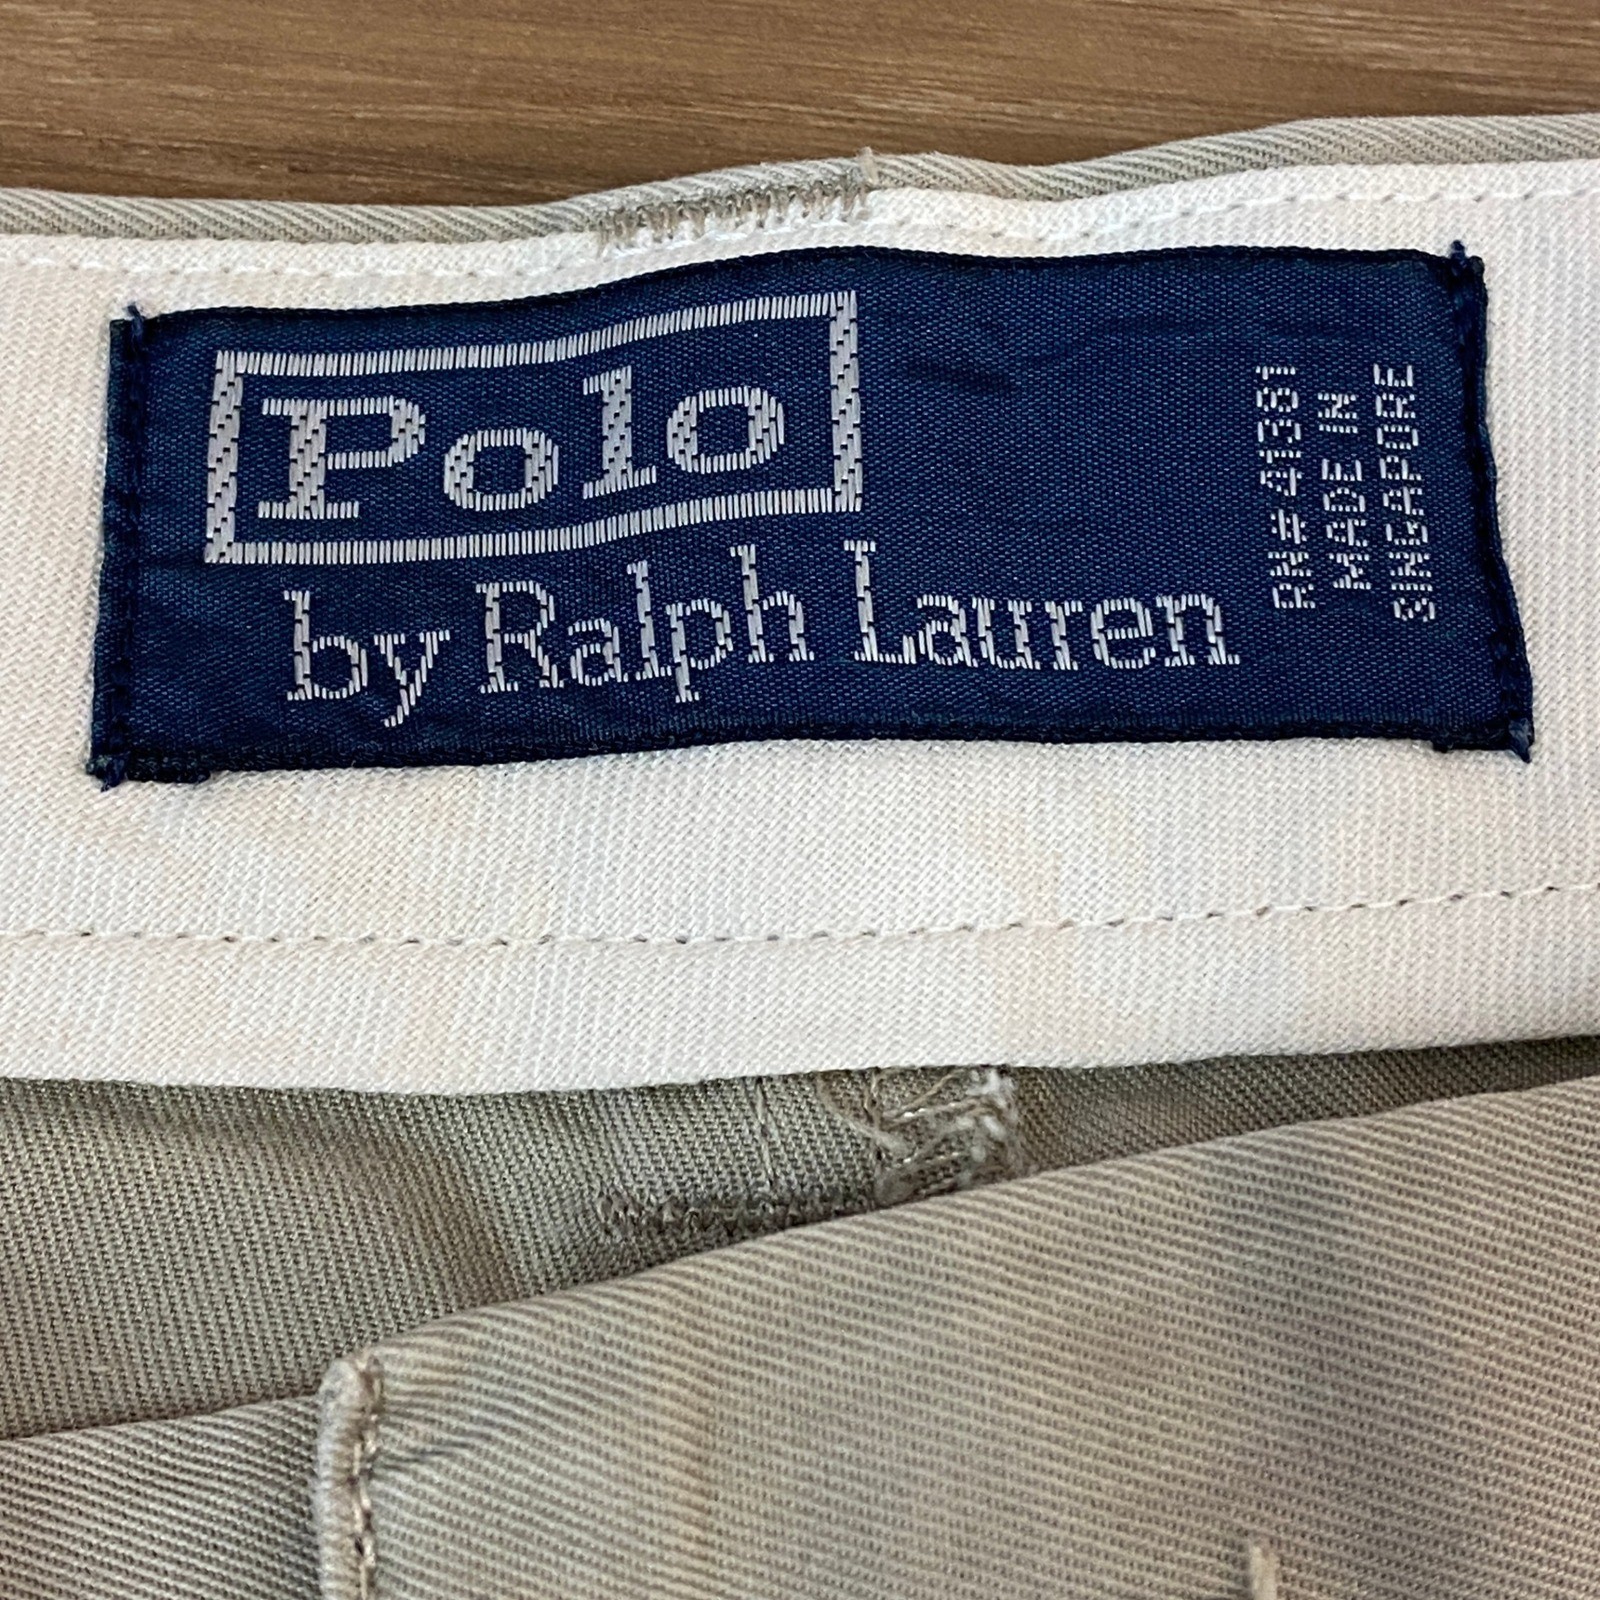 Polo
by Ralph Lauren
RN# 41381
MADE IN
SINGAPORE